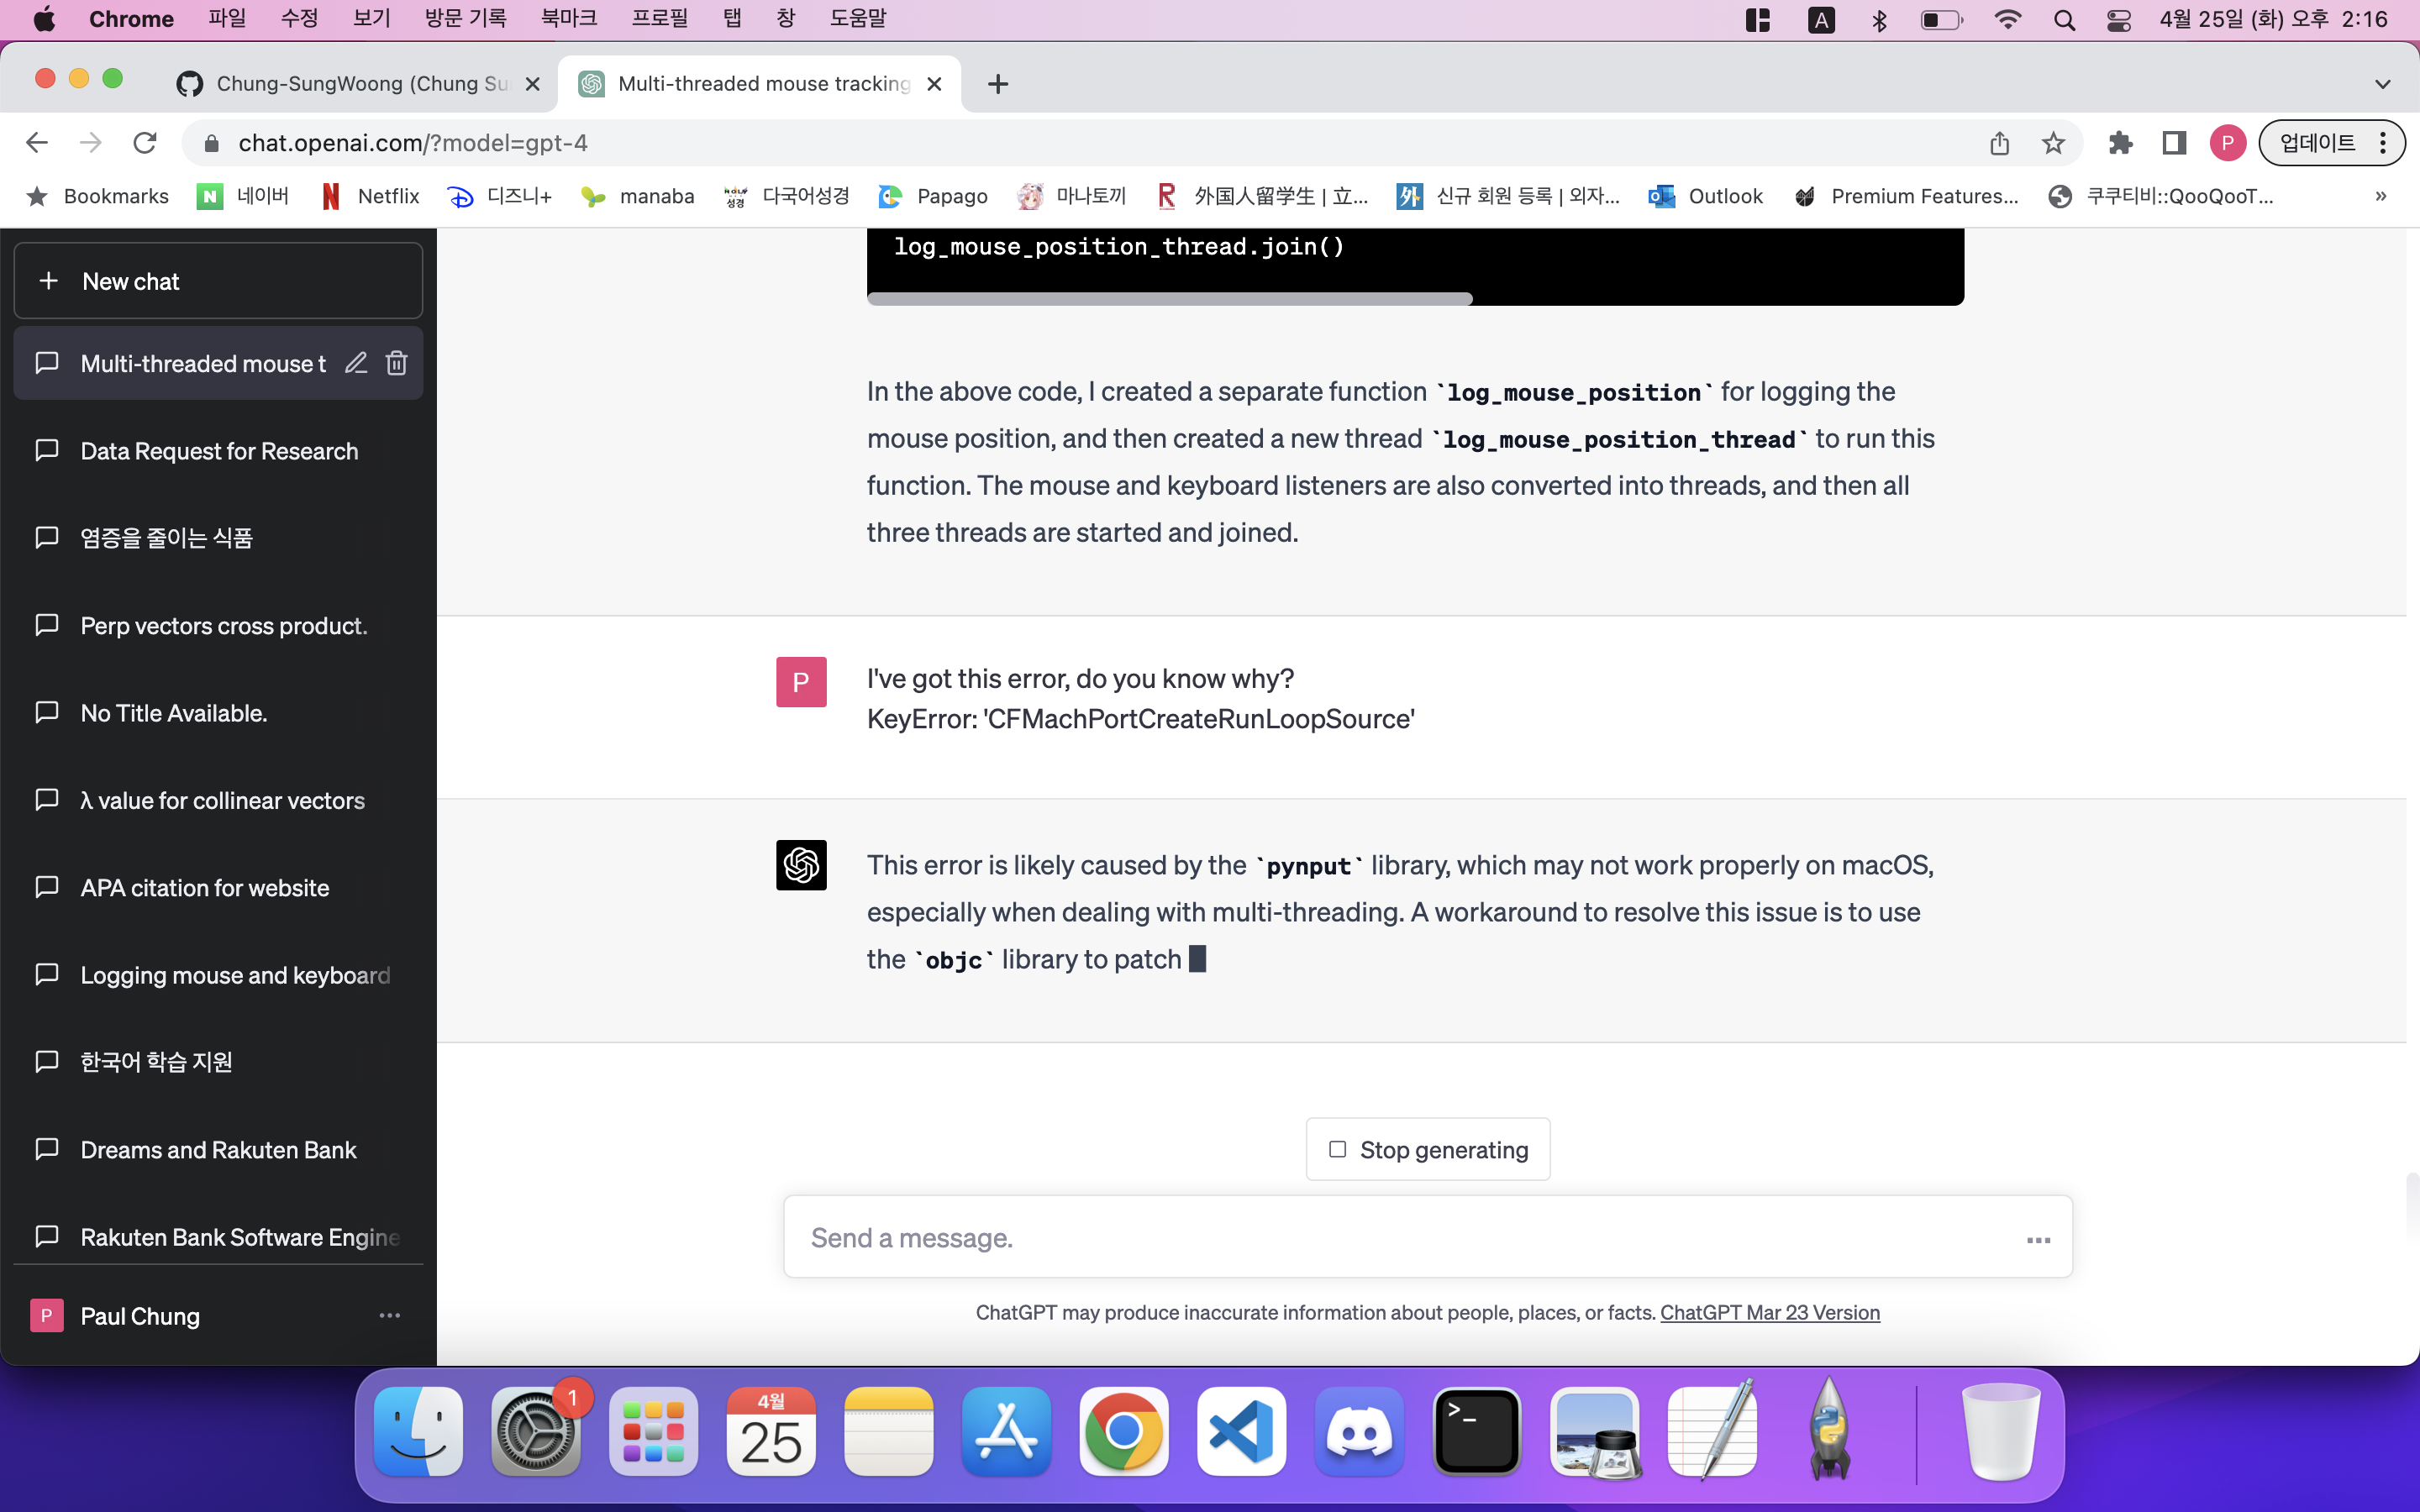 Chrome 파일 수정 보기 방문 기록 북마크 프로필 탭 창 도움말 A 4월 25일 (화) 오후 2:16
Chung-SungWoong (Chung Su
Multi-threaded mouse tracking
chat.openai.com/?model=gpt-4
P
업데이트
Bookmarks N 네이버 N Netflix 디즈니+ manaba 다국어성경 Papago 마나토끼 R 外国人留学生 | 立... 外 신규 회원 등록 | 외자... Outlook Premium Features... 쿠쿠티비::QooQooT... »
+ New chat
Multi-threaded mouse t
Data Request for Research
염증을 줄이는 식품
Perp vectors cross product.
No Title Available.
λ value for collinear vectors
APA citation for website
Logging mouse and keyboard
한국어 학습 지원
Dreams and Rakuten Bank
Rakuten Bank Software Engine
P Paul Chung ...
log_mouse_position_thread.join()
In the above code, I created a separate function `log_mouse_position` for logging the
mouse position, and then created a new thread `log_mouse_position_thread` to run this
function. The mouse and keyboard listeners are also converted into threads, and then all
three threads are started and joined.
P
I've got this error, do you know why?
KeyError: 'CFMachPortCreateRunLoopSource'
This error is likely caused by the `pynput` library, which may not work properly on macOS,
especially when dealing with multi-threading. A workaround to resolve this issue is to use
the `objc` library to patch
Stop generating
Send a message.
ChatGPT may produce inaccurate information about people, places, or facts. ChatGPT Mar 23 Version
1
4월
25
>_